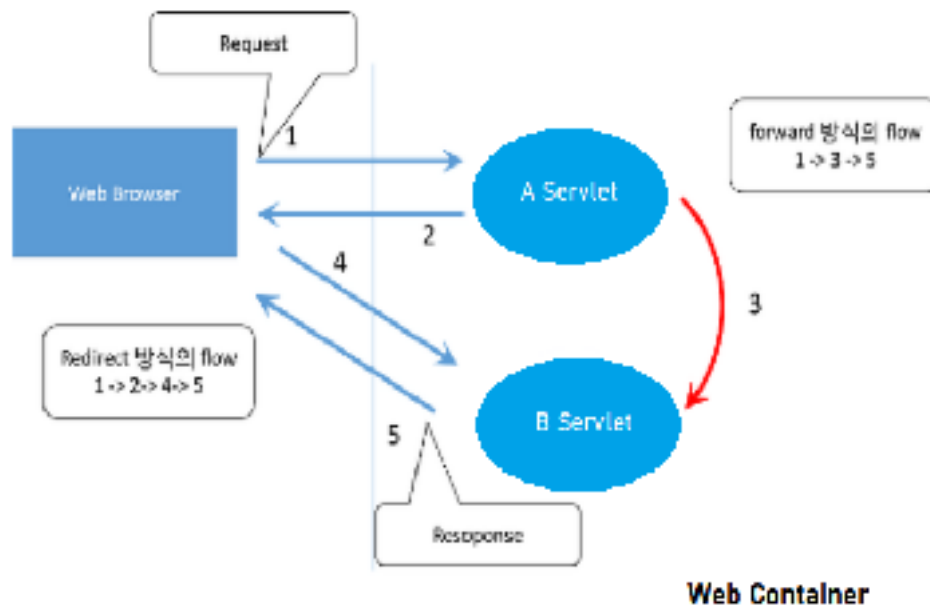 Request
1
Web Browser
A Servlet
forward 방식의 flow
1 -> 3 -> 5
2
4
3
Redirect 방식의 flow
1 -> 2-> 4-> 5
B Servlet
5
Resoponse
Web Container